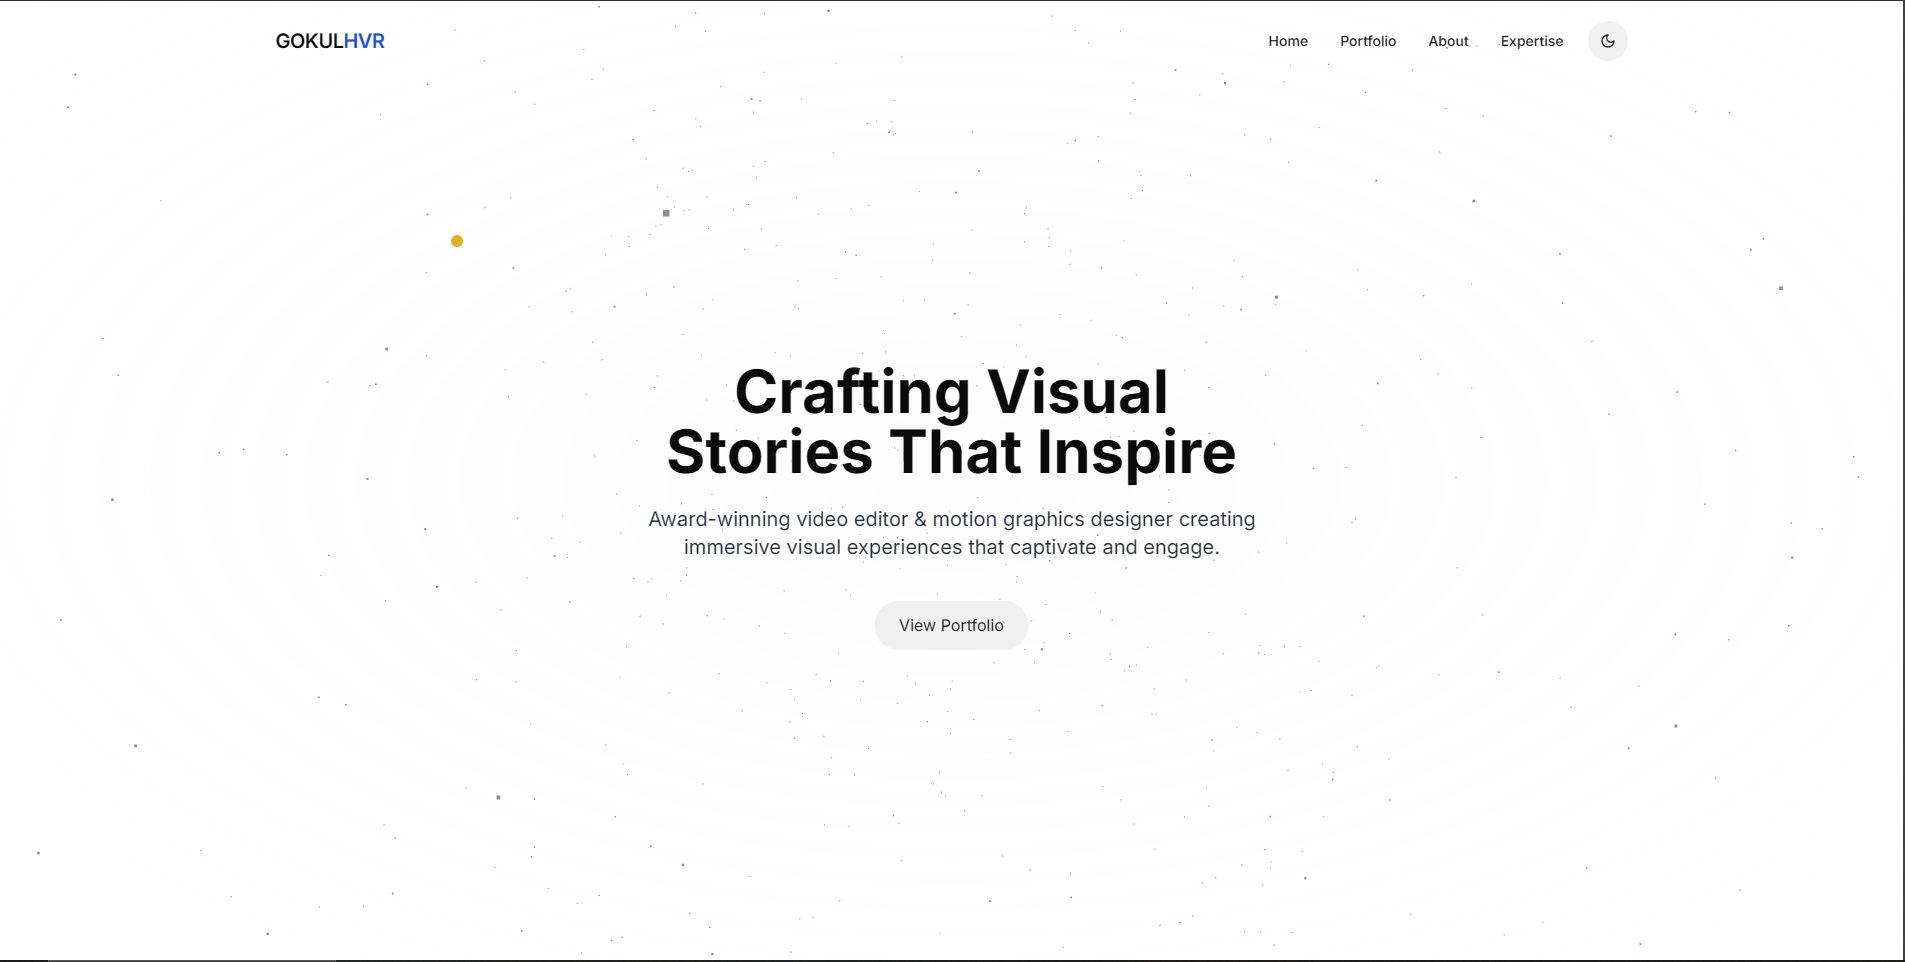 GOKULHVR
Home Portfolio About Expertise
Crafting Visual
Stories That Inspire
Award-winning video editor & motion graphics designer creating
immersive visual experiences that captivate and engage.
View Portfolio